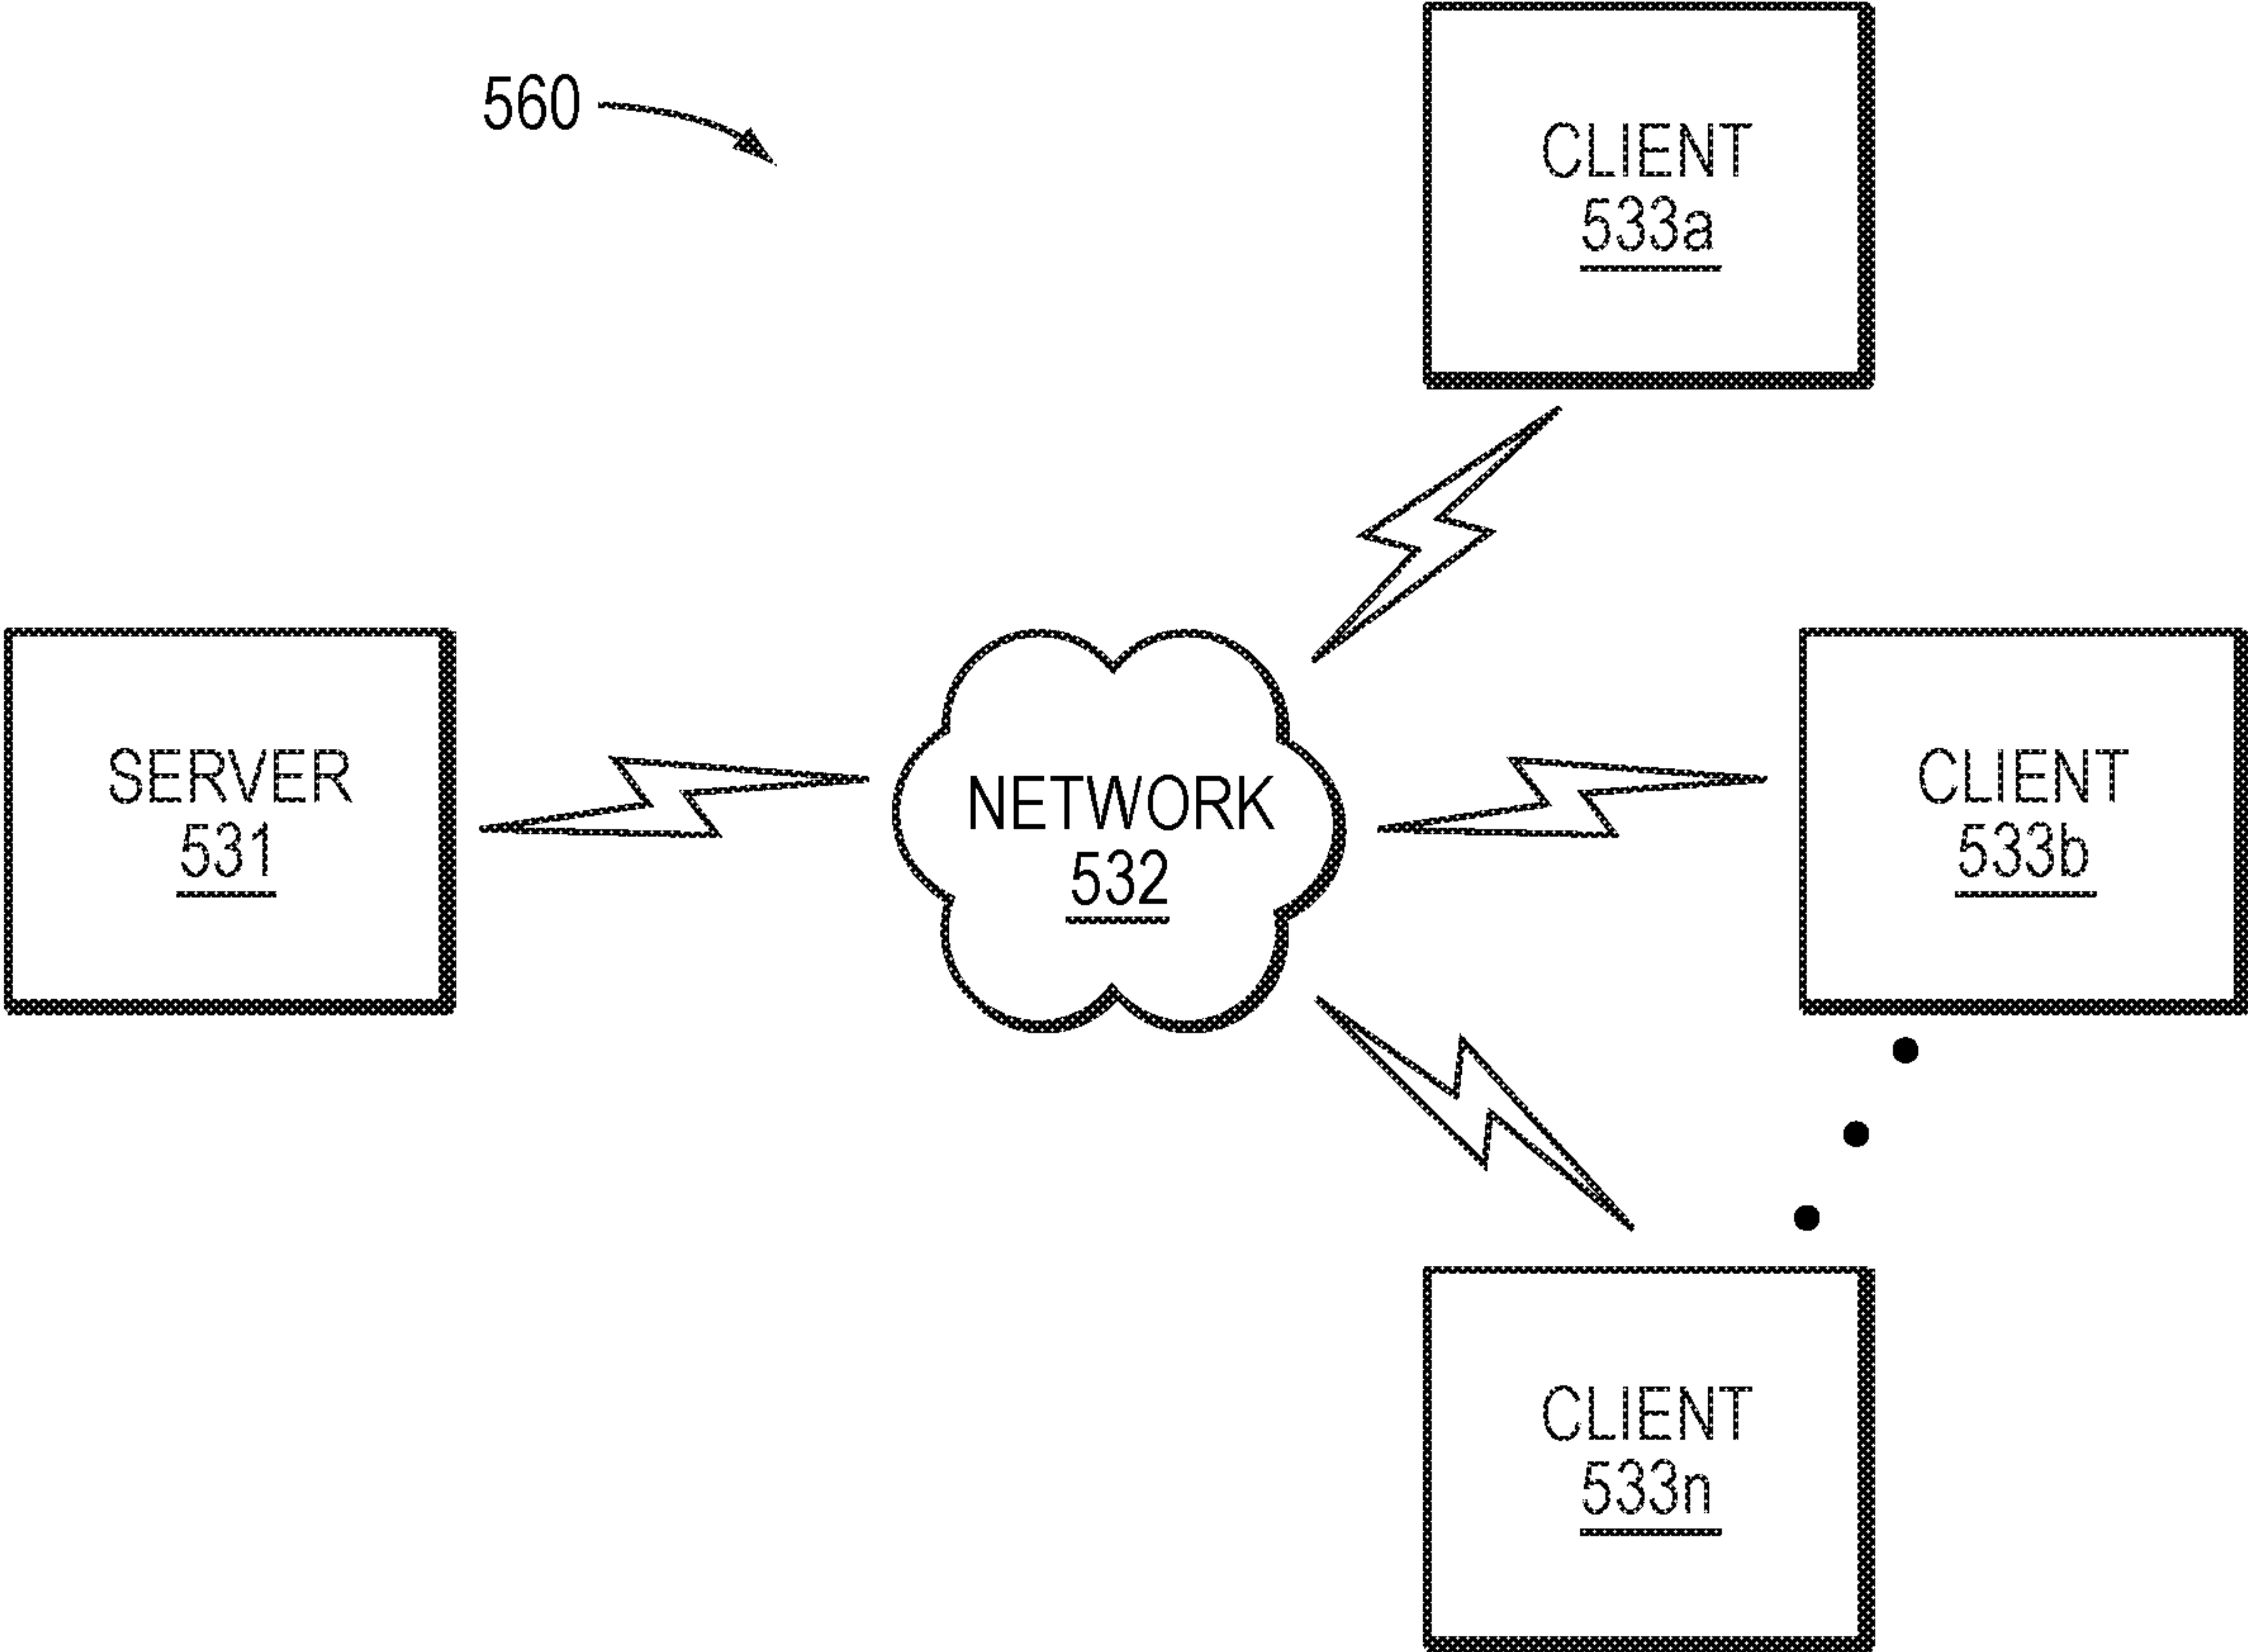 560
CLIENT
533a
SERVER
531
NETWORK
532
CLIENT
533b
CLIENT
533n